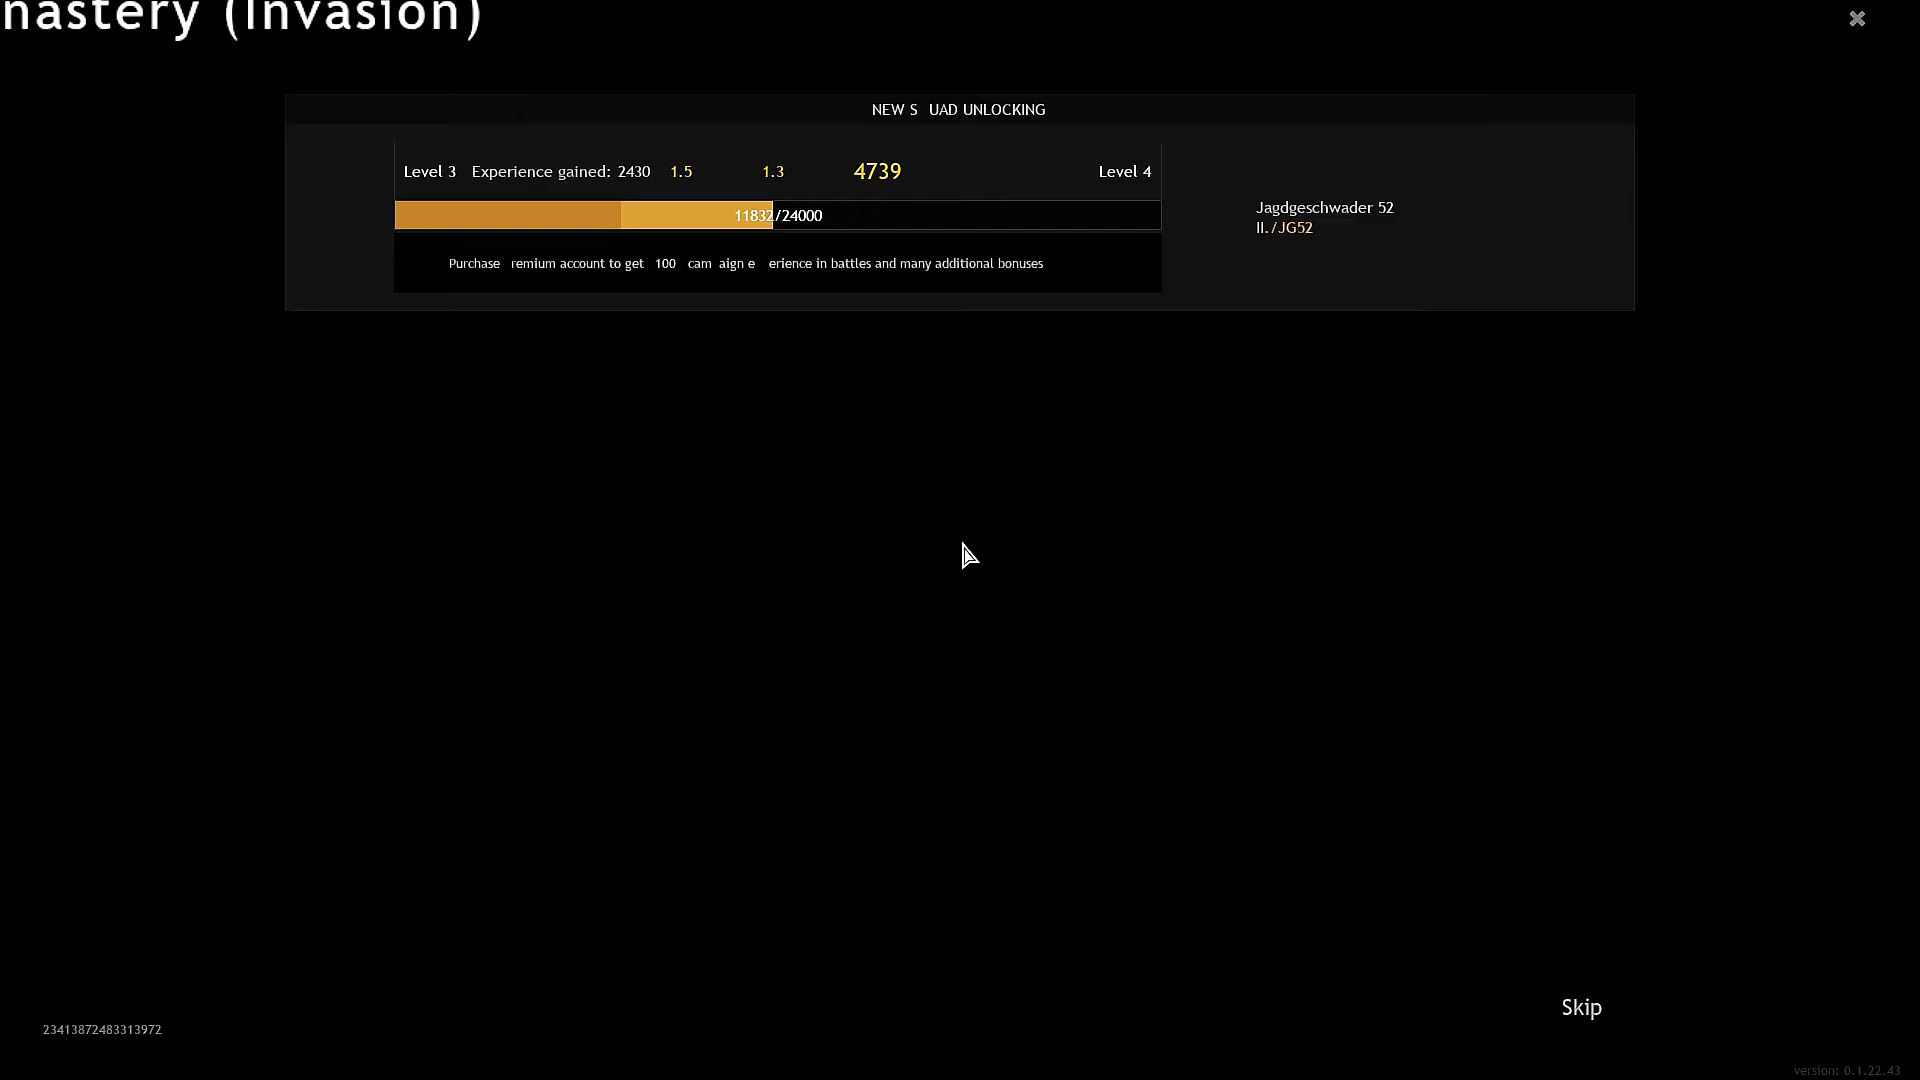 nastery (Invasion)
NEW S UAD UNLOCKING
Level 3 Experience gained: 2430 1.5 1.3 4739 Level 4
11832/24000
Jagdgeschwader 52
II./JG52
Purchase remium account to get 100 cam aign e erience in battles and many additional bonuses
Skip
23413872483313972
version: 0.1.22.43